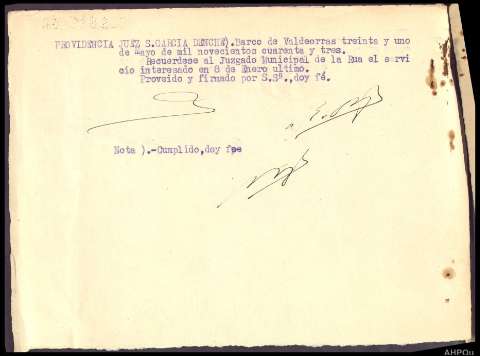 PROVIDENCIA JUEZ S.GARCIA DENCHE).Barco de Valdeorras treinta y uno
de mayo de mil novecientos cuarenta y tres.
Recuerdese al Juzgado Municipal de la Rua el servi
cio interesado en 8 de Enero ultimo.
Proveido y firmado por S.Sª.,doy fé.
Nota ).-Cumplido,doy fpe
AHPOu